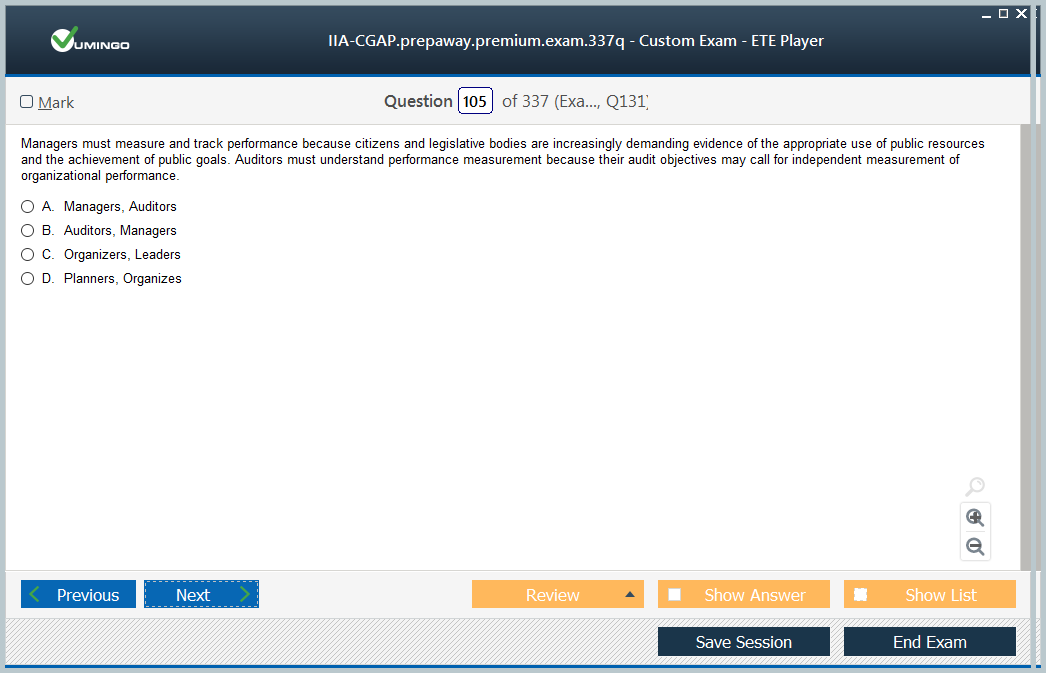 VUMINGO
IIA-CGAP.prepaway.premium.exam.337q - Custom Exam - ETE Player
Mark
Question 105 of 337 (Exa..., Q131)
Managers must measure and track performance because citizens and legislative bodies are increasingly demanding evidence of the appropriate use of public resources
and the achievement of public goals. Auditors must understand performance measurement because their audit objectives may call for independent measurement of
organizational performance.
A. Managers, Auditors
B. Auditors, Managers
C. Organizers, Leaders
D. Planners, Organizes
Previous
Next
Review
Show Answer
Show List
Save Session
End Exam